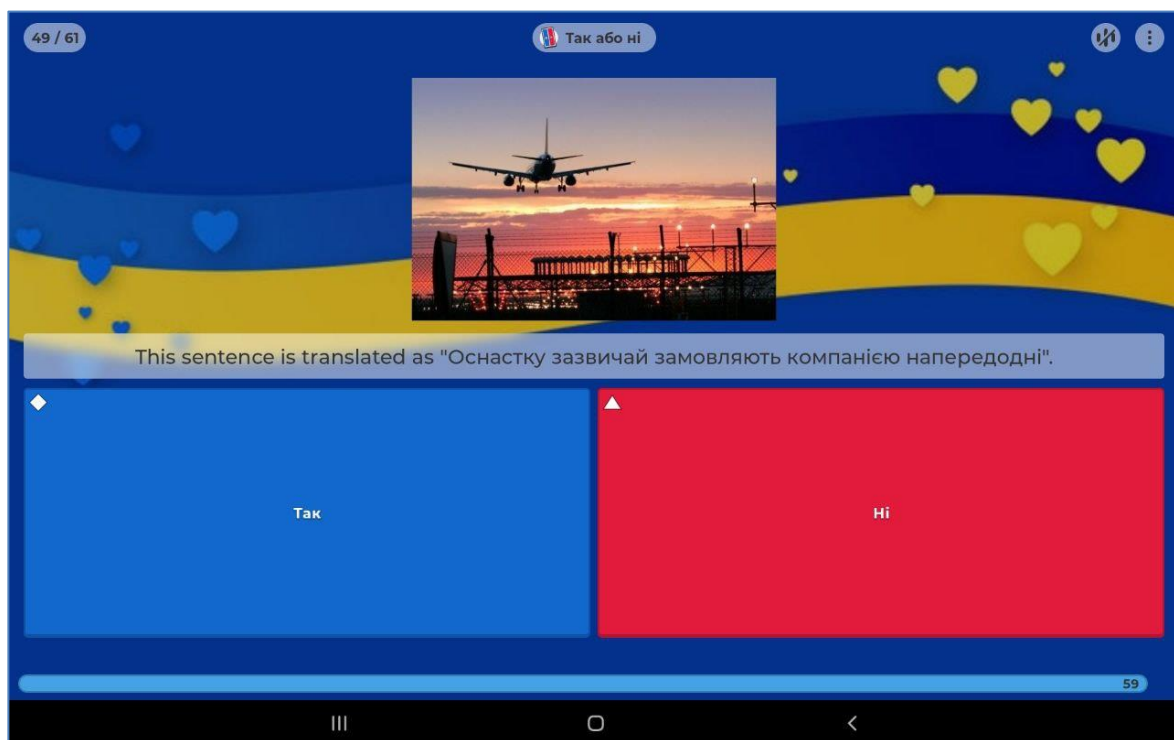 49 / 61
Так або ні
This sentence is translated as "Оснастку зазвичай замовляють компанією напередодні".
Так
Ні
59